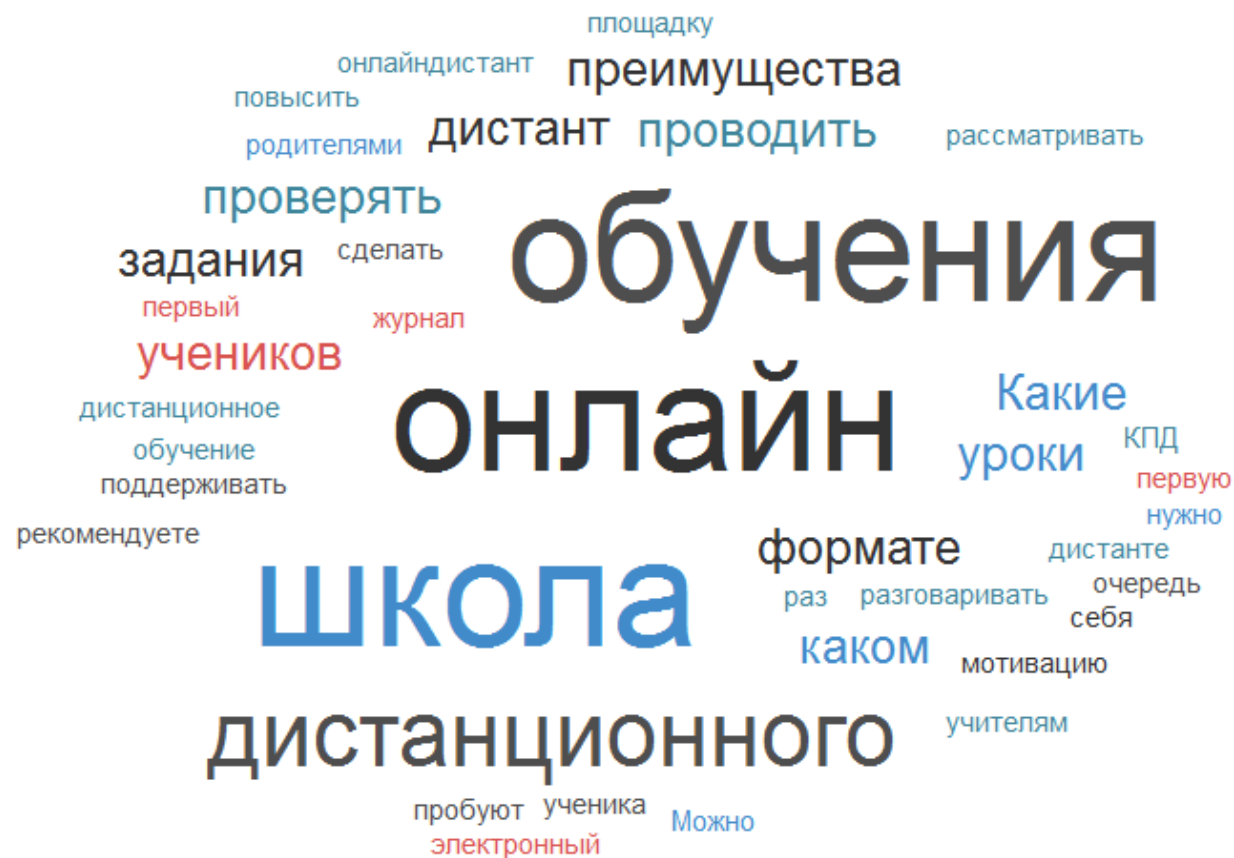 площадку
онлайндистант
преимущества
повысить
родителями
дистант
проводить
рассматривать
проверять
обучения
задания
сделать
первый
журнал
учеников
онлайн
Какие
дистанционное
уроки
КПД
обучение
первую
поддерживать
нужно
рекомендуете
школа
формате
дистанте
раз
разговаривать
очередь
себя
каком
мотивацию
дистанционного
учителям
пробуют
ученика
Можно
электронный